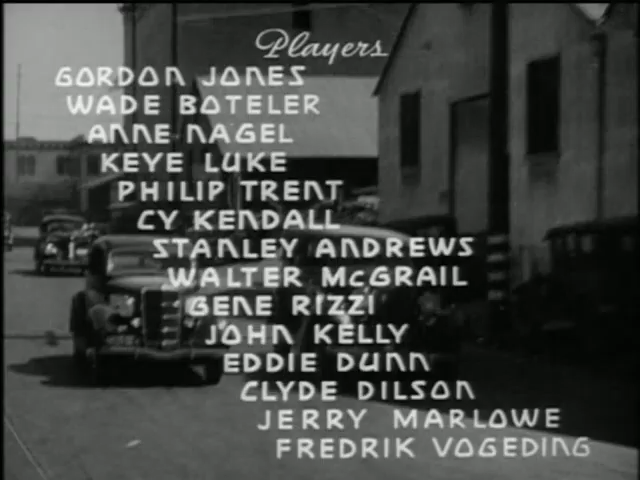 Players
GORDON JONES
WADE BOTELER
ANNE NAGEL
KEYE LUKE
PHILIP TRENT
CY KENDALL
STANLEY ANDREWS
WALTER McGRAIL
GENE RIZZI
JOHN KELLY
EDDIE DUNN
CLYDE DILSON
JERRY MARLOWE
FREDRIK VOGEDING